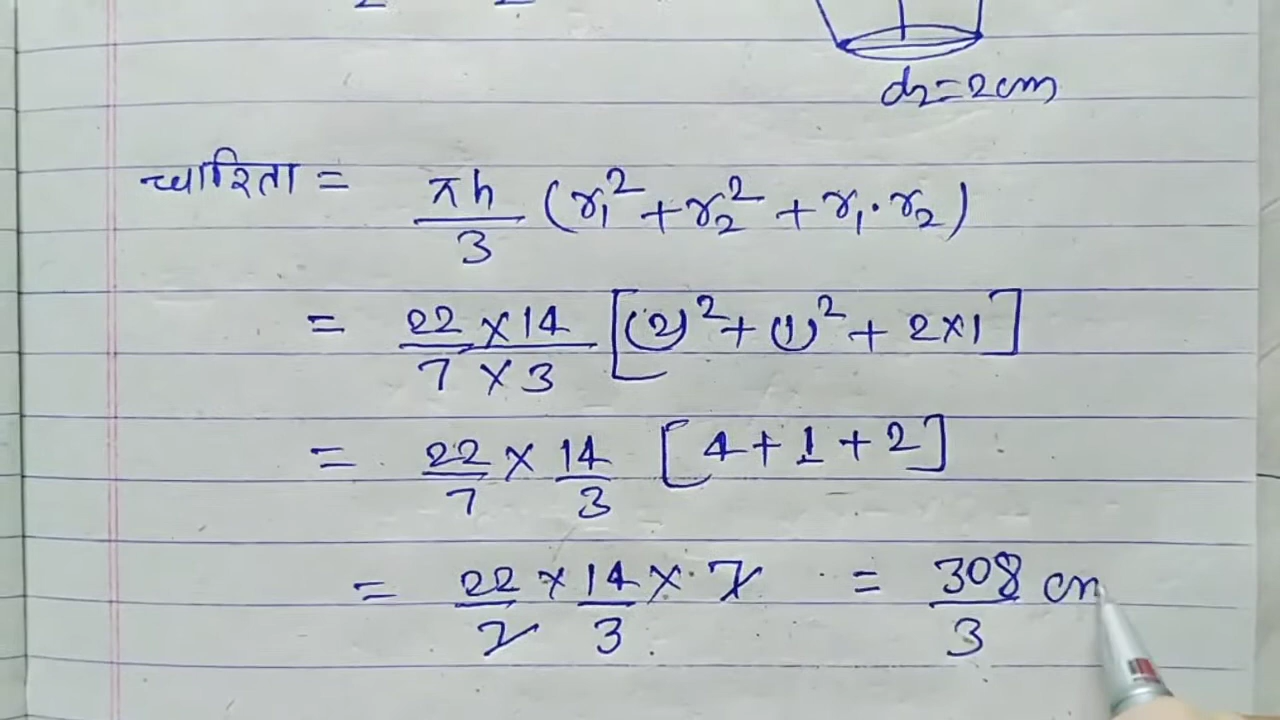 d₂=2cm
धारिता = πh/3 (r₁² + r₂² + r₁·r₂)
= 22×14/7×3 [(2)² + (1)² + 2×1]
= 22/7 × 14/3 [4+1+2]
= 22/7 × 14/3 × 7 = 308/3 cm